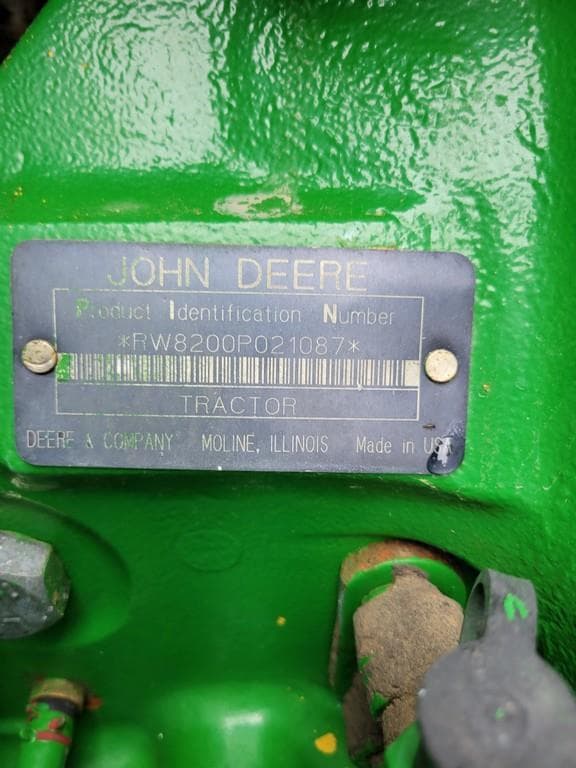 JOHN DEERE
Product Identification Number
*RW8200P021087*
TRACTOR
DEERE & COMPANY MOLINE, ILLINOIS Made in USA